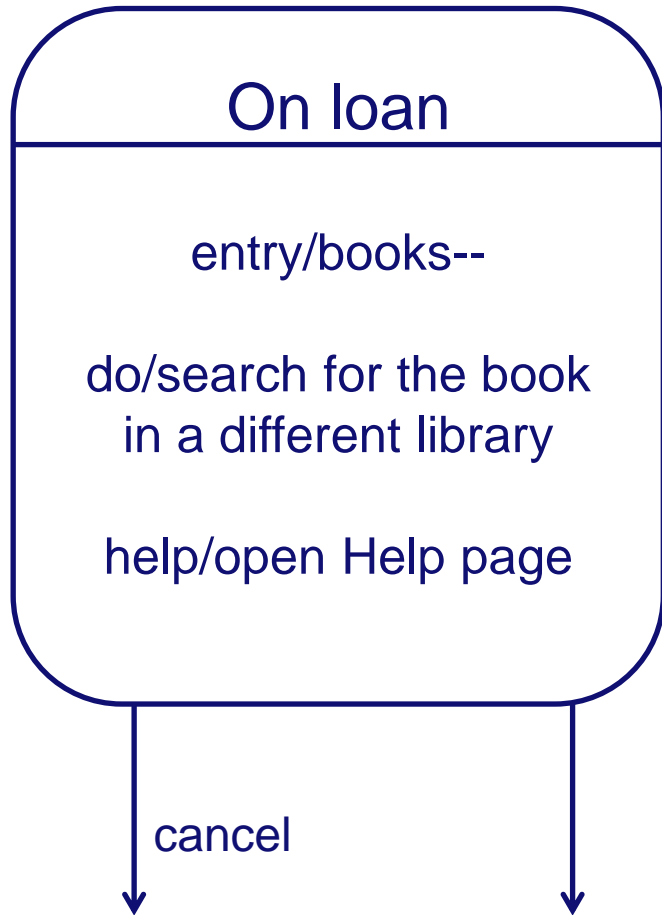 On loan
entry/books--
do/search for the book
in a different library
help/open Help page
cancel